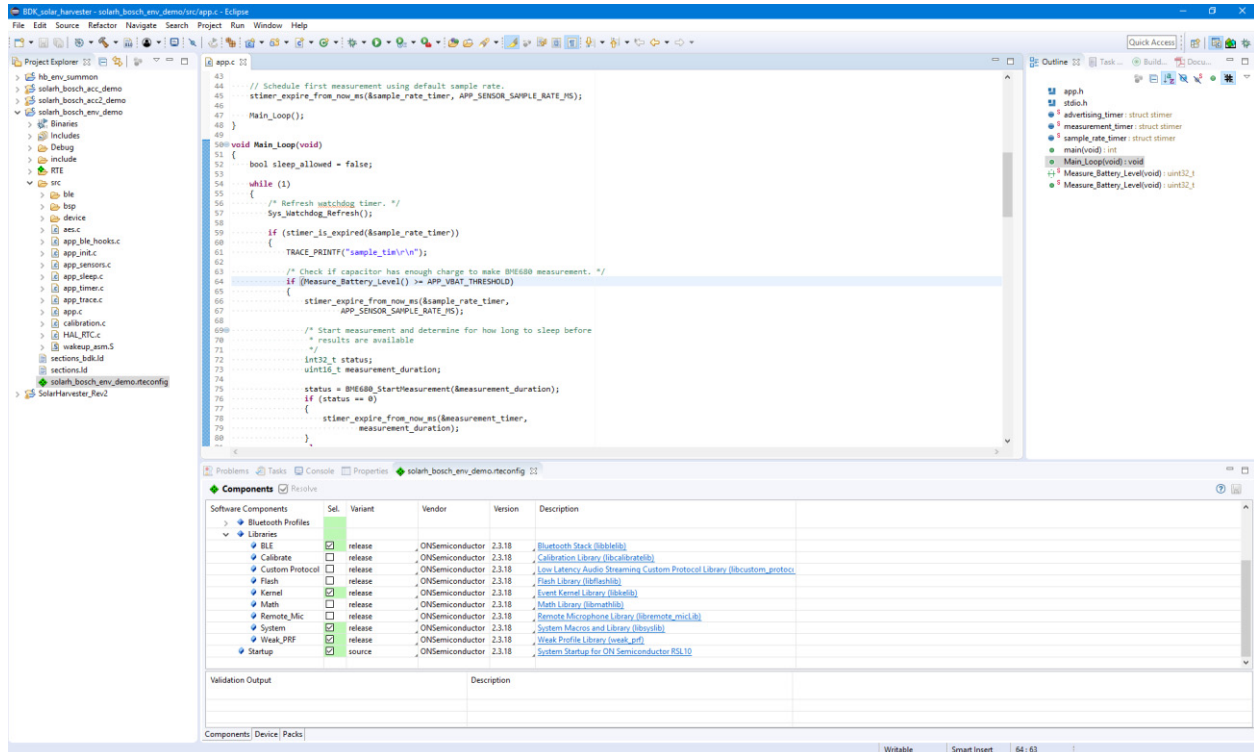 BDK_solar_harvester - solarh_bosch_env_demo/src/app.c - Eclipse
File Edit Source Refactor Navigate Search Project Run Window Help
Quick Access
Project Explorer
hb_env_summon
solarh_bosch_acc_demo
solarh_bosch_acc2_demo
solarh_bosch_env_demo
Binaries
Includes
Debug
include
RTE
src
ble
bsp
device
aes.c
app_ble_hooks.c
app_init.c
app_sensors.c
app_sleep.c
app_timer.c
app_trace.c
app.c
calibration.c
HAL_RTC.c
wakeup_asm.S
sections_bdk.ld
sections.ld
solarh_bosch_env_demo.rteconfig
SolarHarvester_Rev2
app.c
43
44 // Schedule first measurement using default sample rate.
45 stimer_expire_from_now_ms(&sample_rate_timer, APP_SENSOR_SAMPLE_RATE_MS);
46
47 Main_Loop();
48 }
49
50 void Main_Loop(void)
51 {
52 bool sleep_allowed = false;
53
54 while (1)
55 {
56 /* Refresh watchdog timer. */
57 Sys_Watchdog_Refresh();
58
59 if (stimer_is_expired(&sample_rate_timer))
60 {
61 TRACE_PRINTF("sample_tim\r\n");
62
63 /* Check if capacitor has enough charge to make BME680 measurement. */
64 if (Measure_Battery_Level() >= APP_VBAT_THRESHOLD)
65 {
66 stimer_expire_from_now_ms(&sample_rate_timer,
67 APP_SENSOR_SAMPLE_RATE_MS);
68
69 /* Start measurement and determine for how long to sleep before
70 * results are available
71 */
72 int32_t status;
73 uint16_t measurement_duration;
74
75 status = BME680_StartMeasurement(&measurement_duration);
76 if (status == 0)
77 {
78 stimer_expire_from_now_ms(&measurement_timer,
79 measurement_duration);
80 }
Outline Task... Build... Docu...
app.h
stdio.h
advertising_timer : struct stimer
measurement_timer : struct stimer
sample_rate_timer : struct stimer
main(void) : int
Main_Loop(void) : void
Measure_Battery_Level(void) : uint32_t
Measure_Battery_Level(void) : uint32_t
Problems Tasks Console Properties solarh_bosch_env_demo.rteconfig
Components Resolve
Software Components Sel. Variant Vendor Version Description
Bluetooth Profiles
Libraries
BLE release ONSemiconductor 2.3.18 Bluetooth Stack (libblelib)
Calibrate release ONSemiconductor 2.3.18 Calibration Library (libcalibratelib)
Custom Protocol release ONSemiconductor 2.3.18 Low Latency Audio Streaming Custom Protocol Library (libcustom_protoc
Flash release ONSemiconductor 2.3.18 Flash Library (libflashlib)
Kernel release ONSemiconductor 2.3.18 Event Kernel Library (libkelib)
Math release ONSemiconductor 2.3.18 Math Library (libmathlib)
Remote_Mic release ONSemiconductor 2.3.18 Remote Microphone Library (libremote_micLib)
System release ONSemiconductor 2.3.18 System Macros and Library (libsyslib)
Weak_PRF release ONSemiconductor 2.3.18 Weak Profile Library (weak_prf)
Startup source ONSemiconductor 2.3.18 System Startup for ON Semiconductor RSL10
Validation Output Description
Components Device Packs
Writable Smart Insert 64 : 63